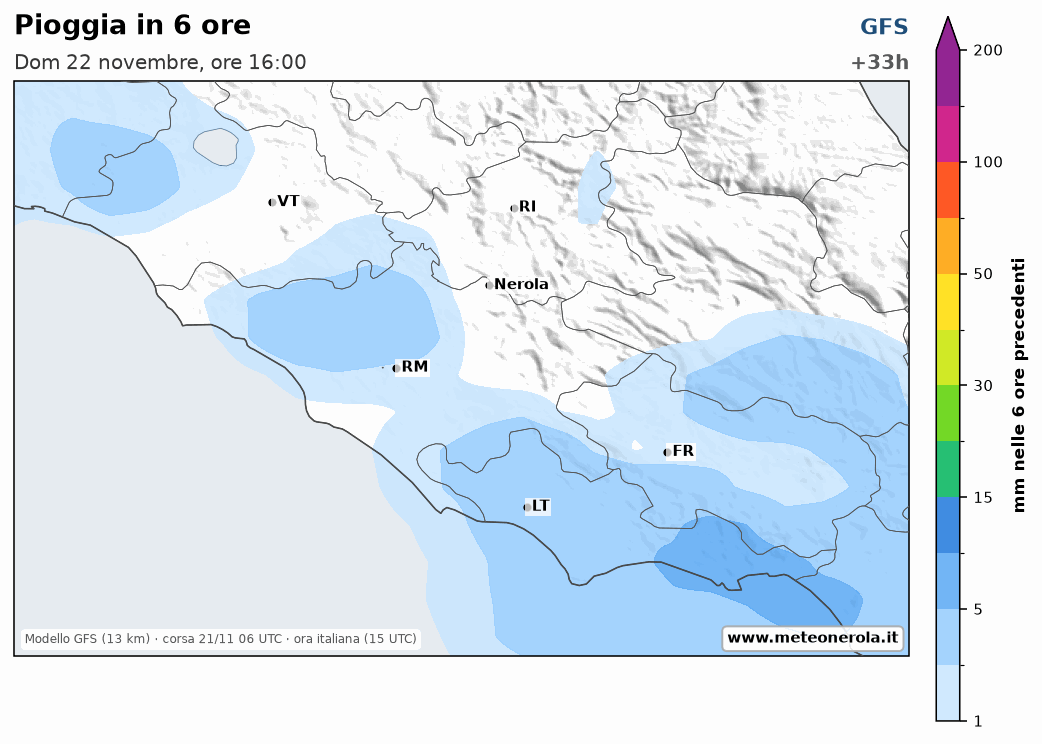 Pioggia in 6 ore
GFS
Dom 22 novembre, ore 16:00
+33h
200
100
50
30
15
5
1
mm nelle 6 ore precedenti
VT
RI
Nerola
RM
FR
LT
Modello GFS (13 km) · corsa 21/11 06 UTC · ora italiana (15 UTC)
www.meteonerola.it